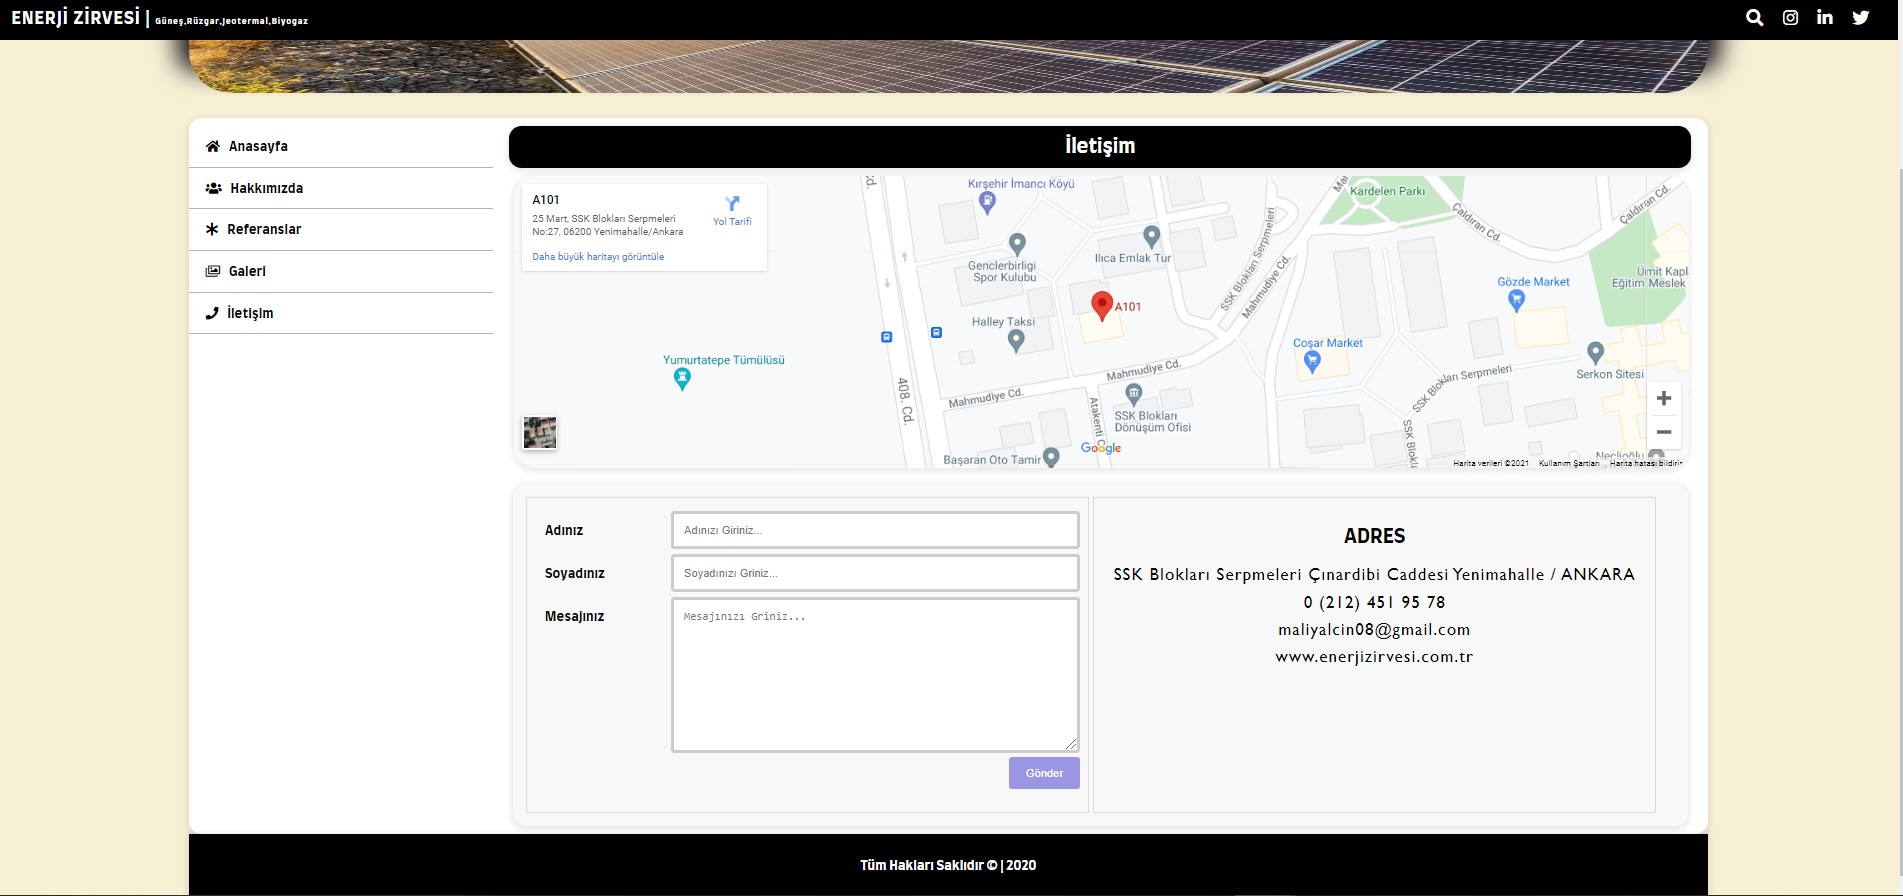 ENERJİ ZİRVESİ | Güneş,Rüzgar,Jeotermal,Biyogaz
Anasayfa
Hakkımızda
Referanslar
Galeri
İletişim
İletişim
A101
25 Mart, SSK Blokları Serpmeleri
No:27, 06200 Yenimahalle/Ankara
Yol Tarifi
Daha büyük haritayı görüntüle
Kırşehir İmancı Köyü
Kardelen Parkı
Çaldıran Cd.
Çaldıran Cd.
Ilıca Emlak Tur
Genclerbirligi
Spor Kulubu
SSK Blokları Serpmeleri
Mahmudiye Cd.
Ümit Kapl
Eğitim Meslek
Gözde Market
A101
Halley Taksi
Coşar Market
Yumurtatepe Tümülüsü
Mahmudiye Cd.
Serkon Sitesi
SSK Blokları Serpmeleri
408. Cd.
Mahmudiye Cd.
Atakenti C
SSK Blokları
Dönüşüm Ofisi
SSK Blokla
Google
Başaran Oto Tamir
Neclioğlu
Harita verileri ©2021 Kullanım Şartları Harita hatası bildirin
Adınız
Adınızı Giriniz...
Soyadınız
Soyadınızı Griniz...
Mesajınız
Mesajınızı Griniz...
Gönder
ADRES
SSK Blokları Serpmeleri Çınardibi Caddesi Yenimahalle / ANKARA
0 (212) 451 95 78
maliyalcin08@gmail.com
www.enerjizirvesi.com.tr
Tüm Hakları Saklıdır © | 2020